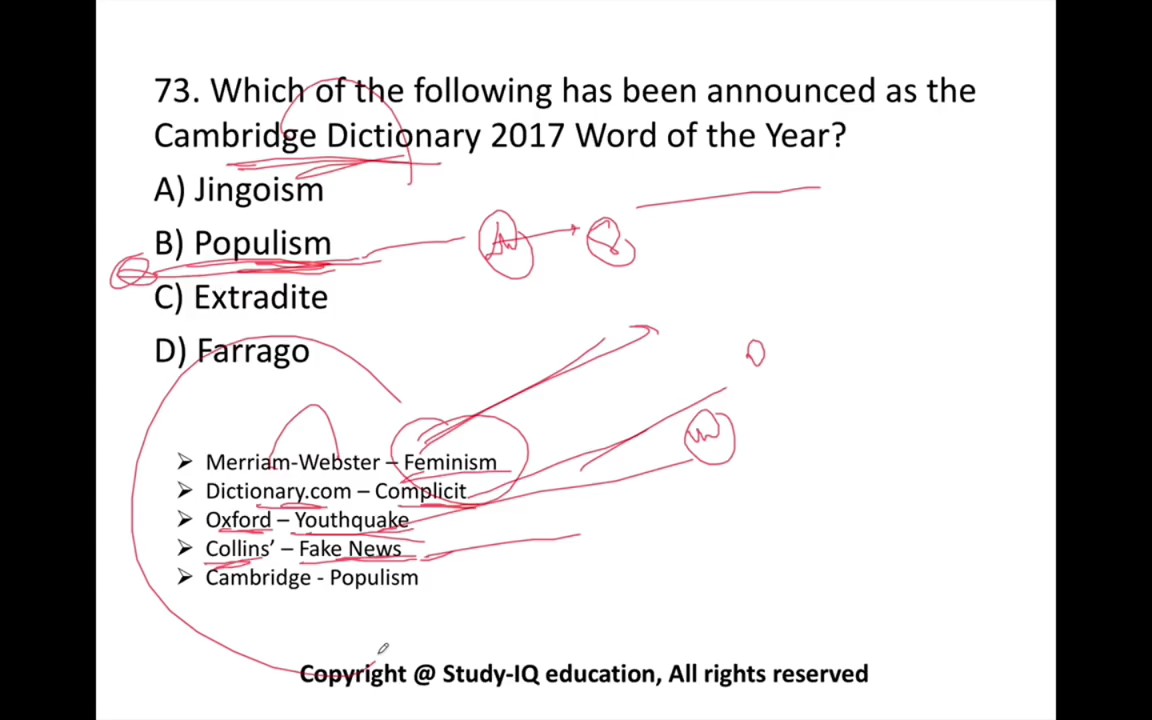 73. Which of the following has been announced as the
Cambridge Dictionary 2017 Word of the Year?
A) Jingoism
B) Populism
C) Extradite
D) Farrago
➢ Merriam-Webster – Feminism
➢ Dictionary.com – Complicit
➢ Oxford – Youthquake
➢ Collins’ – Fake News
➢ Cambridge - Populism
Copyright @ Study-IQ education, All rights reserved